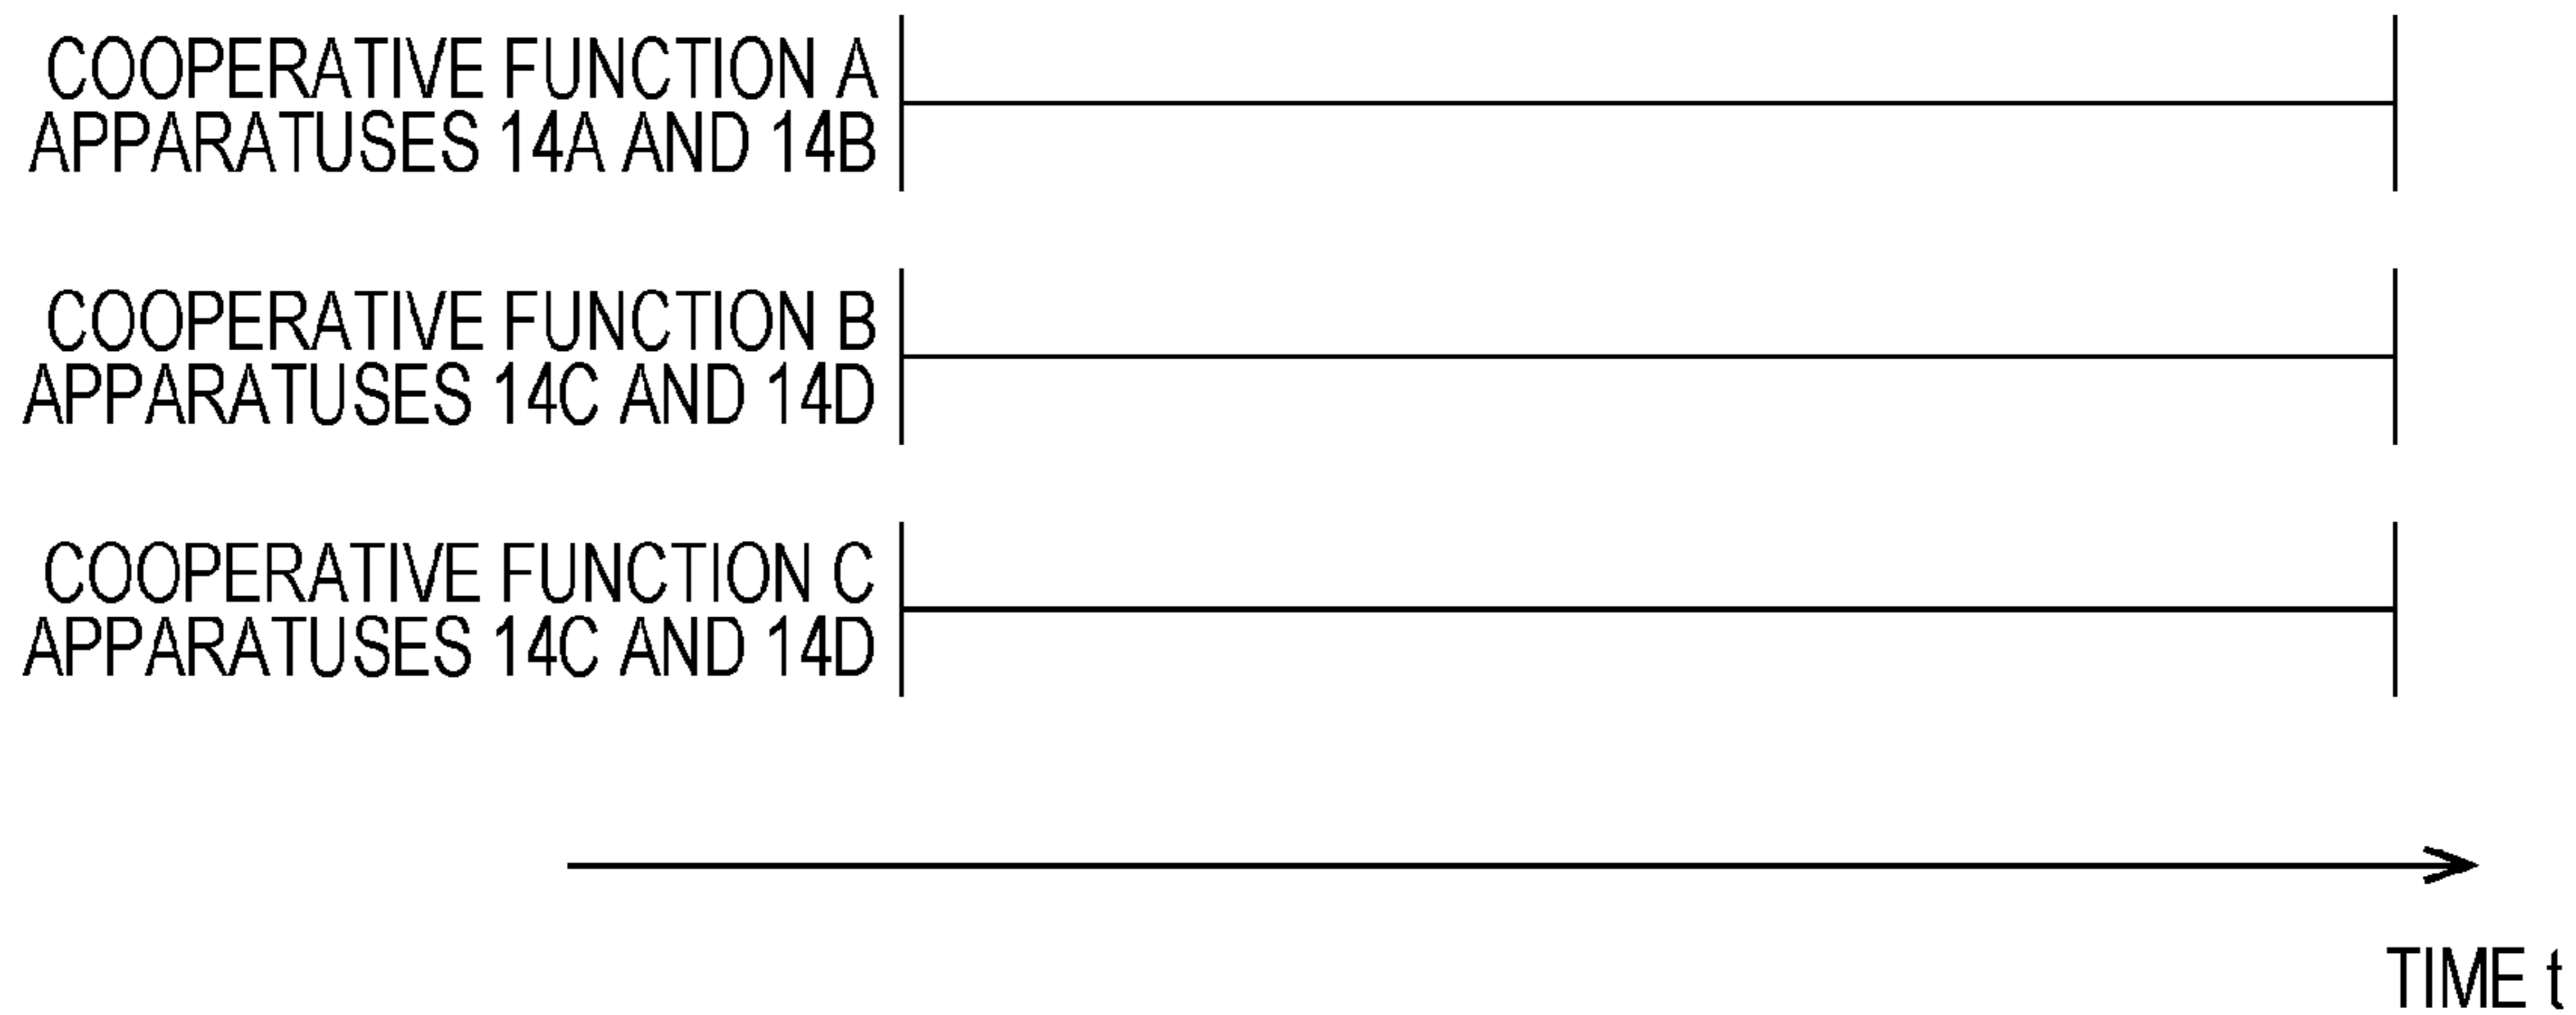 COOPERATIVE FUNCTION A
APPARATUSES 14A AND 14B
COOPERATIVE FUNCTION B
APPARATUSES 14C AND 14D
COOPERATIVE FUNCTION C
APPARATUSES 14C AND 14D
TIME t